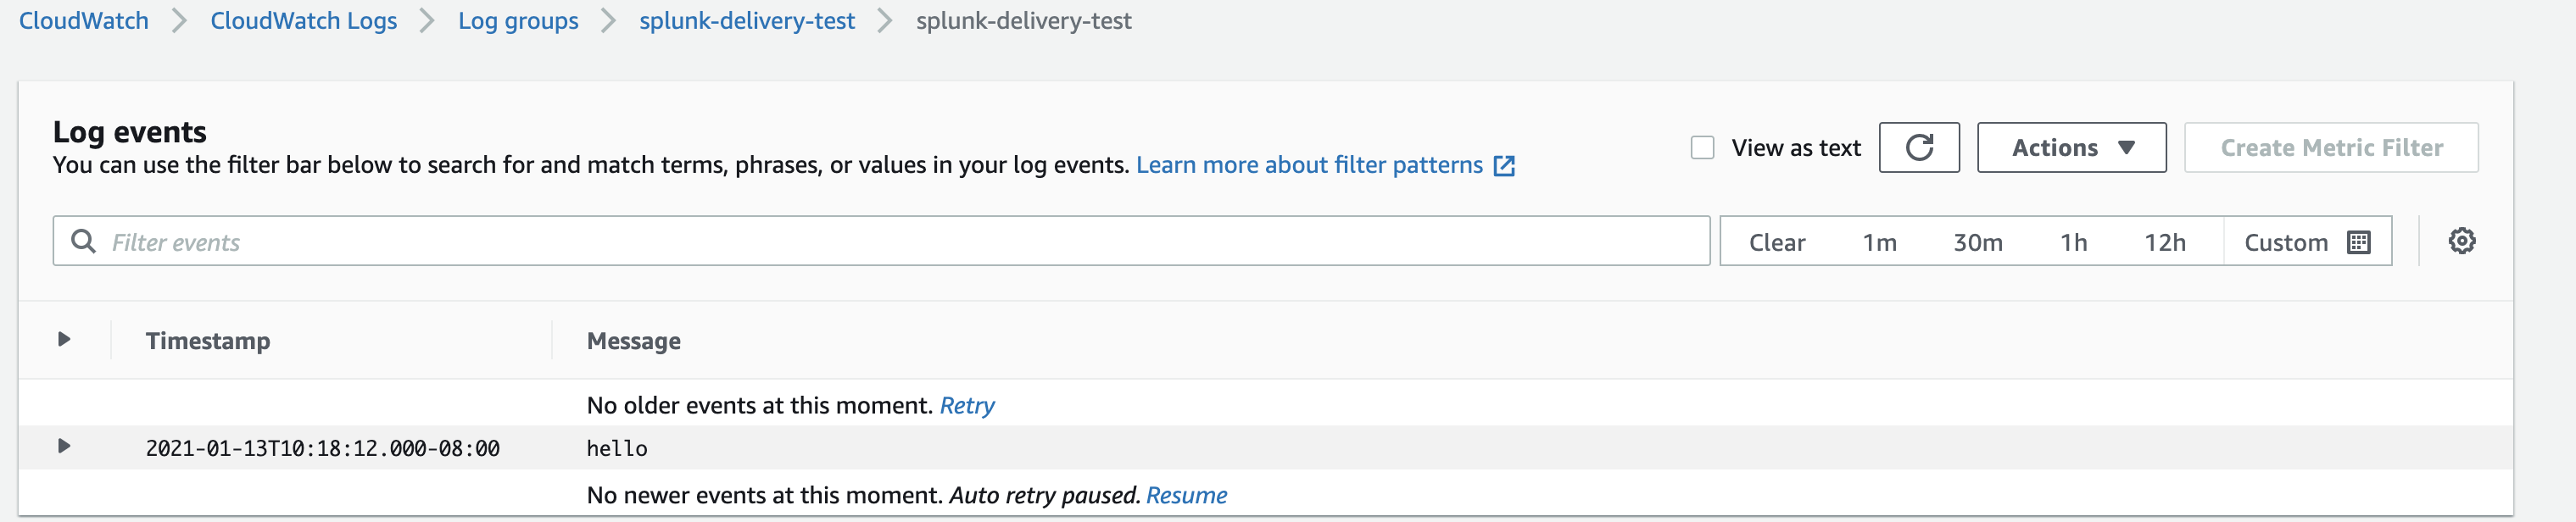 CloudWatch CloudWatch Logs Log groups splunk-delivery-test splunk-delivery-test
Log events
You can use the filter bar below to search for and match terms, phrases, or values in your log events. Learn more about filter patterns
View as text Actions Create Metric Filter
Filter events Clear 1m 30m 1h 12h Custom
Timestamp Message
No older events at this moment. Retry
2021-01-13T10:18:12.000-08:00 hello
No newer events at this moment. Auto retry paused. Resume